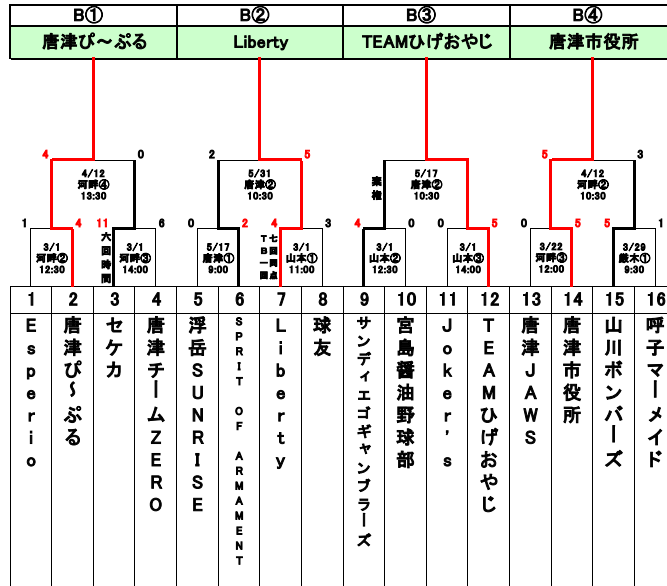 B① B② B③ B④
唐津ぴ～ぷる Liberty TEAMひげおやじ 唐津市役所
4 0 2 5 5 3
4/12 5/31 5/17 4/12
河畔④ 唐津② 唐津② 河畔②
13:30 10:30 10:30 10:30
棄権
1 4 11 6 0 2 4 3 4 0 0 5 0 5 5 1
六回時間
七回同点
TB一回
3/1 3/1 5/17 3/1 3/1 3/1 3/22 3/29
河畔② 河畔③ 唐津① 山本① 山本② 山本③ 河畔③ 厳木①
12:30 14:00 9:00 11:00 12:30 14:00 12:00 9:30
1 2 3 4 5 6 7 8 9 10 11 12 13 14 15 16
Esperio
唐津ぴ～ぷる
セケカ
唐津チームZERO
浮岳SUNRISE
SPRIT OF ARMAMENT
Liberty
球友
サンディエゴギャンブラーズ
宮島醤油野球部
Joker's
TEAMひげおやじ
唐津JAWS
唐津市役所
山川ボンバーズ
呼子マーメイド